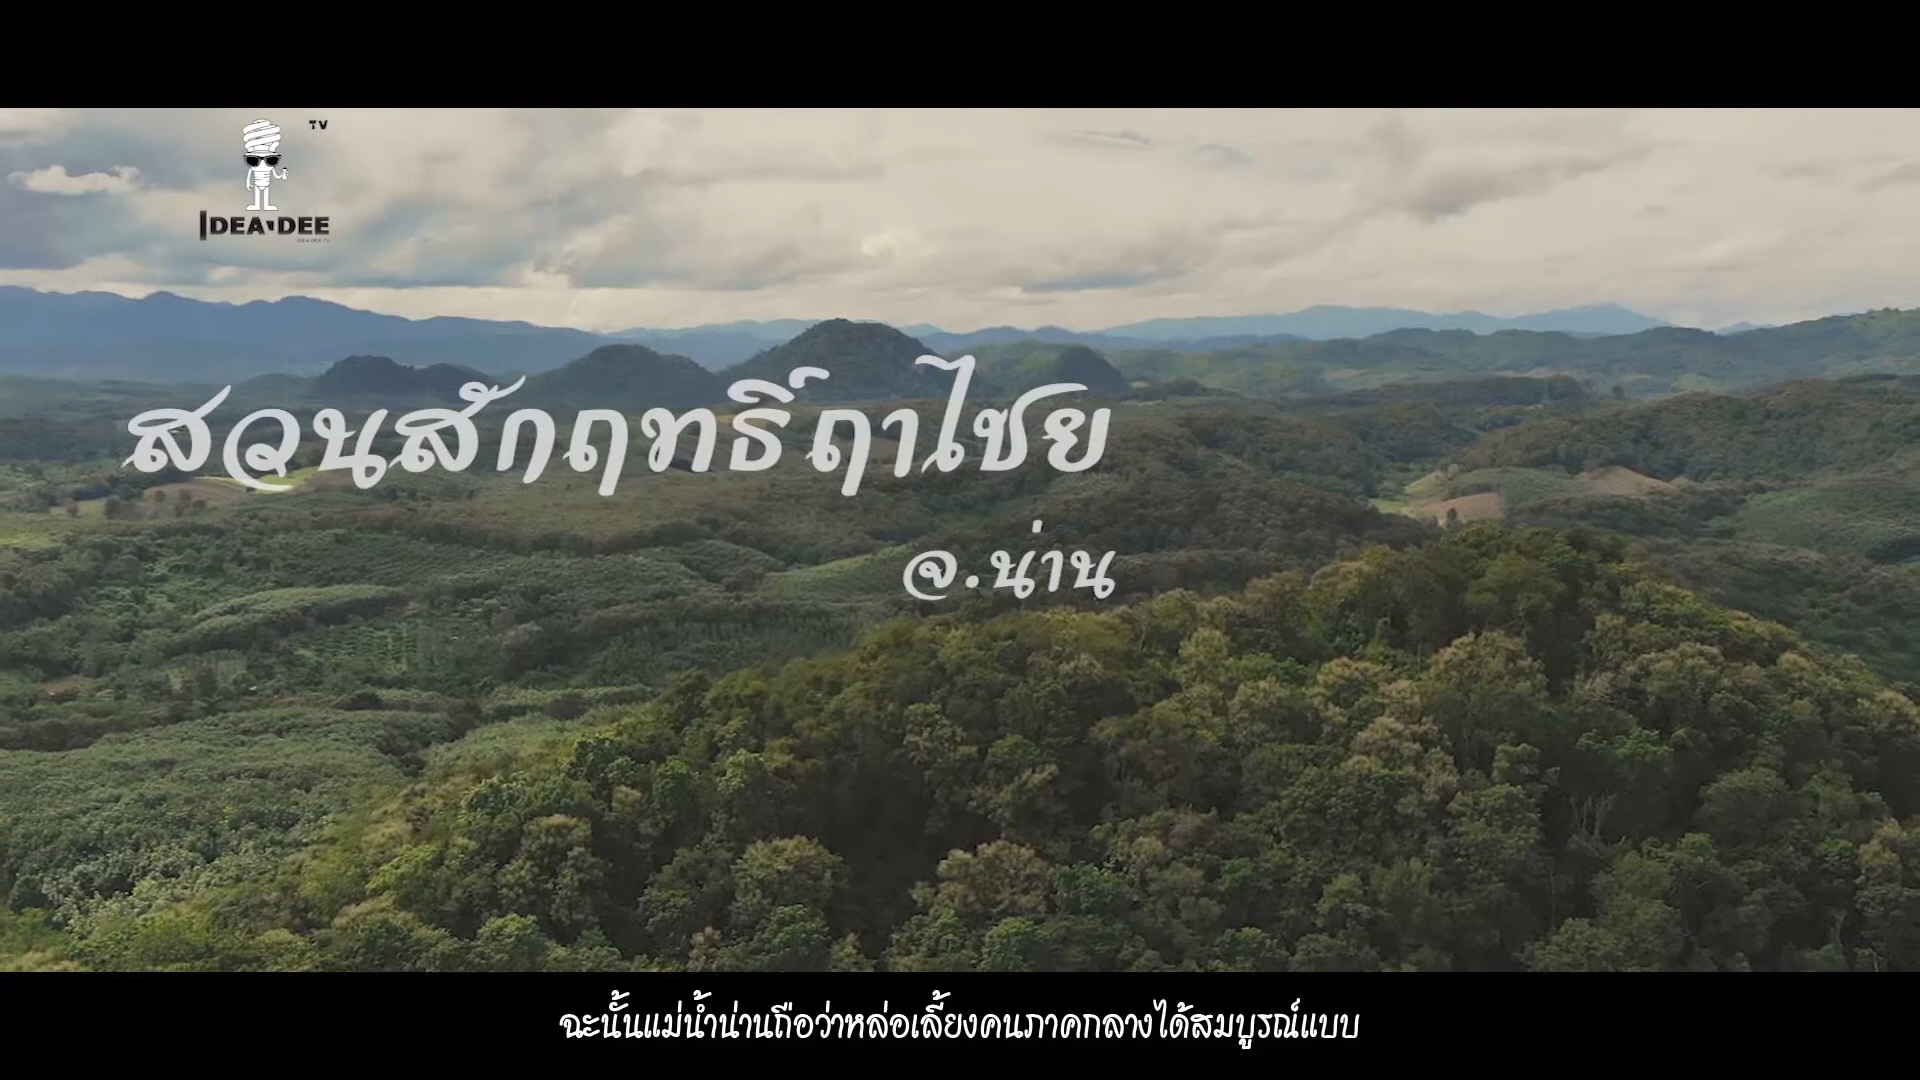 TV
IDEA DEE
IDEA DEE TV
สวนสักฤทธิ์ฤาไชย
จ.น่าน
ฉะนั้นแม่น้ำน่านถือว่าหล่อเลี้ยงคนภาคกลางได้สมบูรณ์แบบ